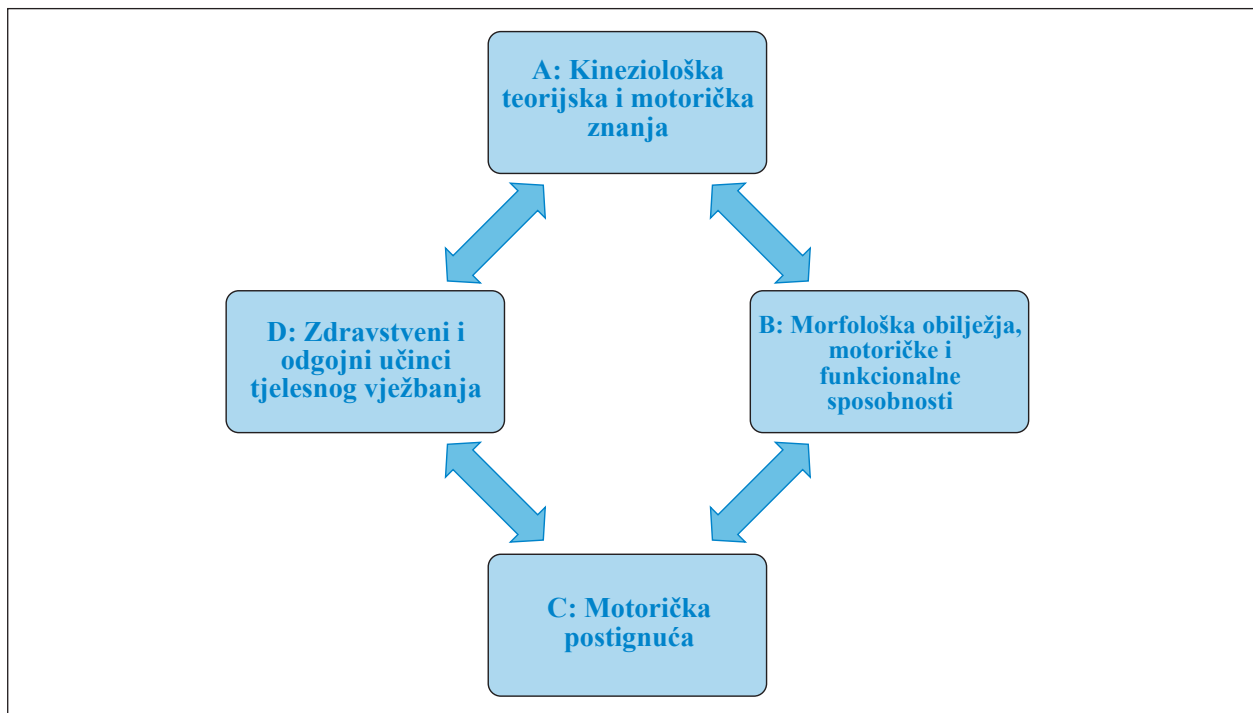 A: Kineziološka
teorijska i motorička
znanja
D: Zdravstveni i
odgojni učinci
tjelesnog vježbanja
B: Morfološka obilježja,
motoričke i
funkcionalne
sposobnosti
C: Motorička
postignuća